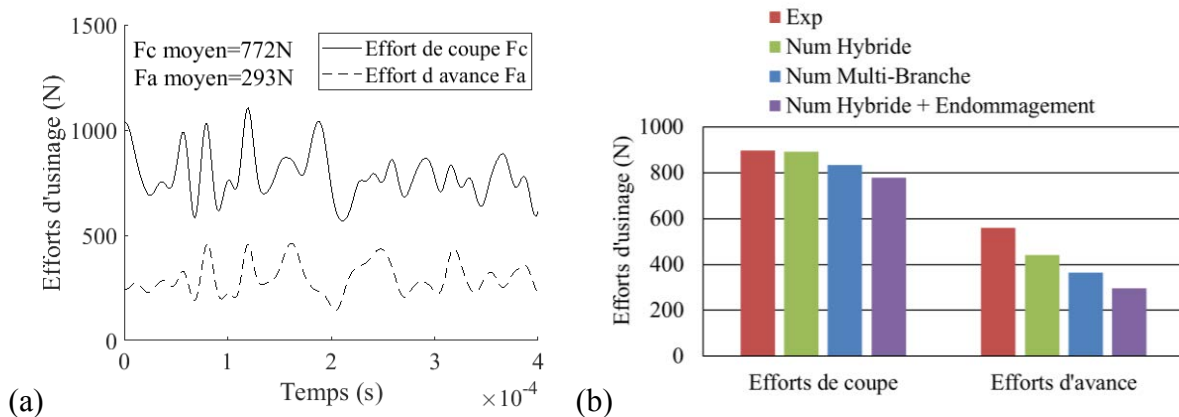 1500
Fc moyen=772N
Fa moyen=293N
Effort de coupe Fc
Effort d avance Fa
1000
500
0
Efforts d'usinage (N)
0
1
2
3
4
Temps (s)
×10⁻⁴
(a)
Exp
Num Hybride
Num Multi-Branche
Num Hybride + Endommagement
1000
800
600
400
200
0
Efforts d'usinage (N)
Efforts de coupe
Efforts d'avance
(b)